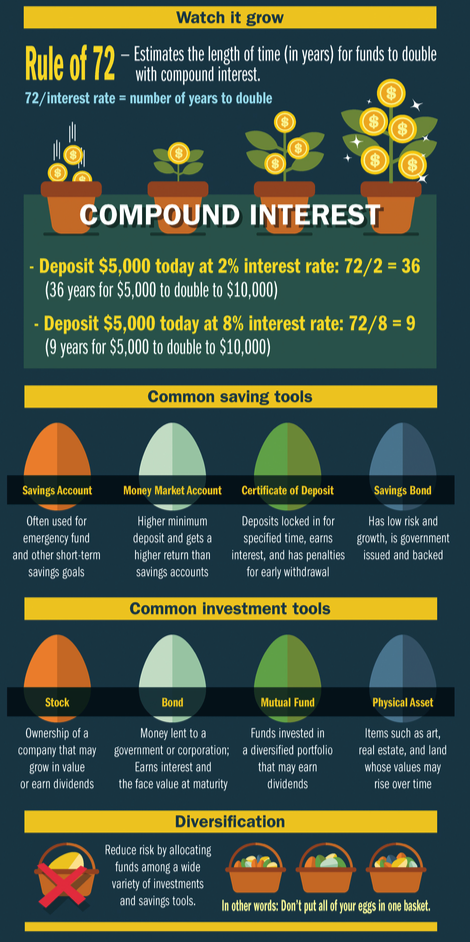 Watch it grow
Rule of 72 – Estimates the length of time (in years) for funds to double
with compound interest.
72/interest rate = number of years to double
COMPOUND INTEREST
- Deposit $5,000 today at 2% interest rate: 72/2 = 36
(36 years for $5,000 to double to $10,000)
- Deposit $5,000 today at 8% interest rate: 72/8 = 9
(9 years for $5,000 to double to $10,000)
Common saving tools
Savings Account
Often used for
emergency fund
and other short-term
savings goals
Money Market Account
Higher minimum
deposit and gets a
higher return than
savings accounts
Certificate of Deposit
Deposits locked in for
specified time, earns
interest, and has penalties
for early withdrawal
Savings Bond
Has low risk and
growth, is government
issued and backed
Common investment tools
Stock
Ownership of a
company that may
grow in value
or earn dividends
Bond
Money lent to a
government or corporation;
Earns interest and
the face value at maturity
Mutual Fund
Funds invested in
a diversified portfolio
that may earn
dividends
Physical Asset
Items such as art,
real estate, and land
whose values may
rise over time
Diversification
Reduce risk by allocating
funds among a wide
variety of investments
and savings tools.
In other words: Don't put all of your eggs in one basket.